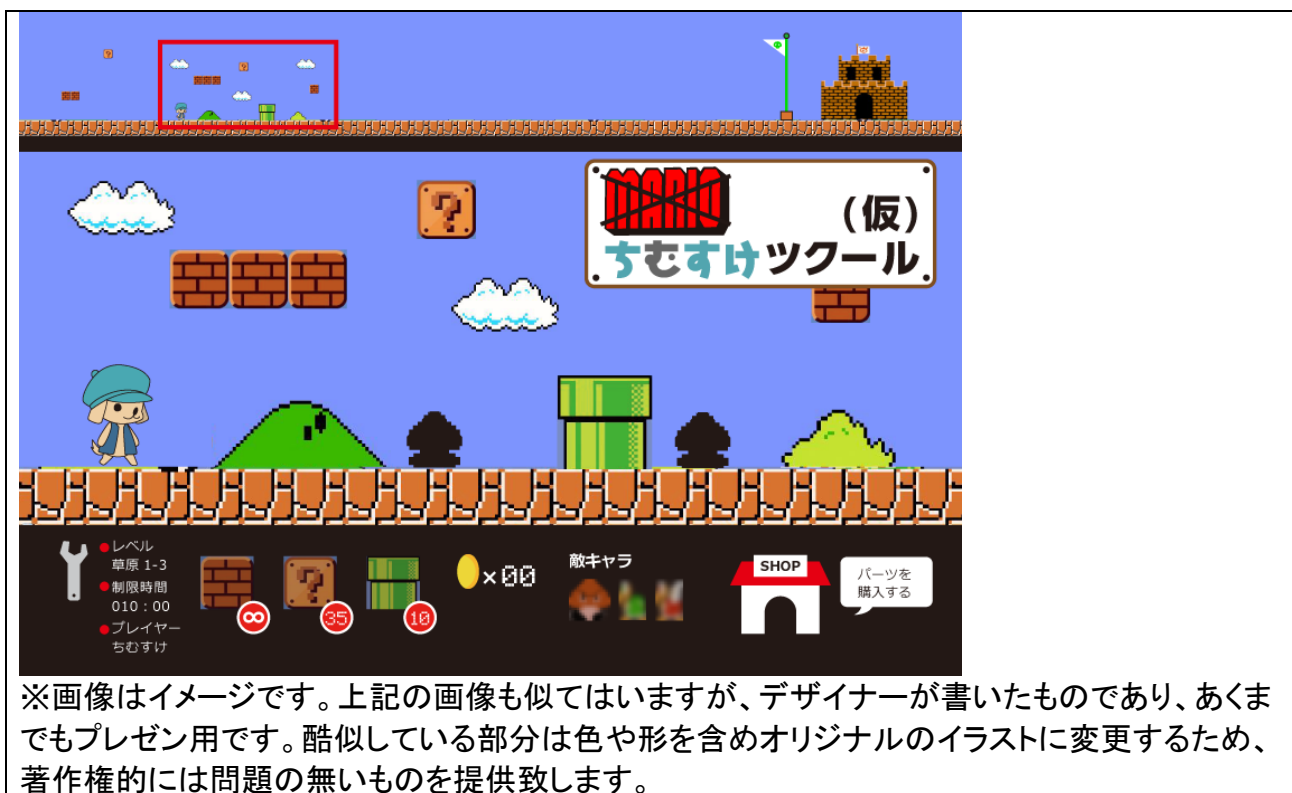 MARIO
(仮)
ちむすけツクール
レベル
草原 1-3
制限時間
010：00
プレイヤー
ちむすけ
∞
35
10
×00
敵キャラ
SHOP
パーツを
購入する
※画像はイメージです。上記の画像も似てはいますが、デザイナーが書いたものであり、あくま
でもプレゼン用です。酷似している部分は色や形を含めオリジナルのイラストに変更するため、
著作権的には問題の無いものを提供致します。